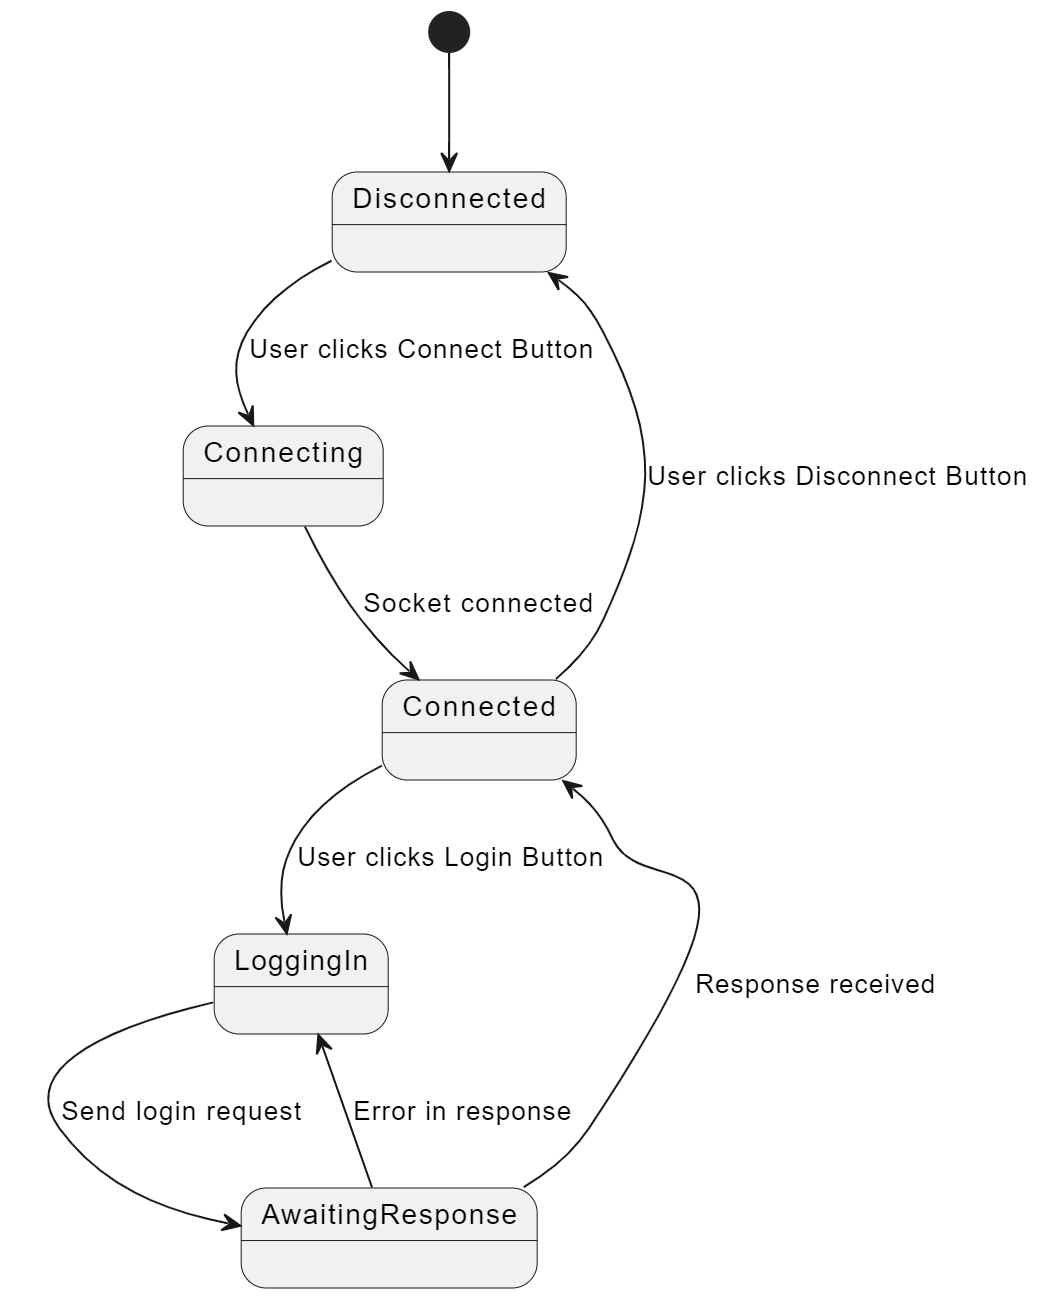 Disconnected
User clicks Connect Button
Connecting
User clicks Disconnect Button
Socket connected
Connected
User clicks Login Button
LoggingIn
Response received
Send login request
Error in response
AwaitingResponse